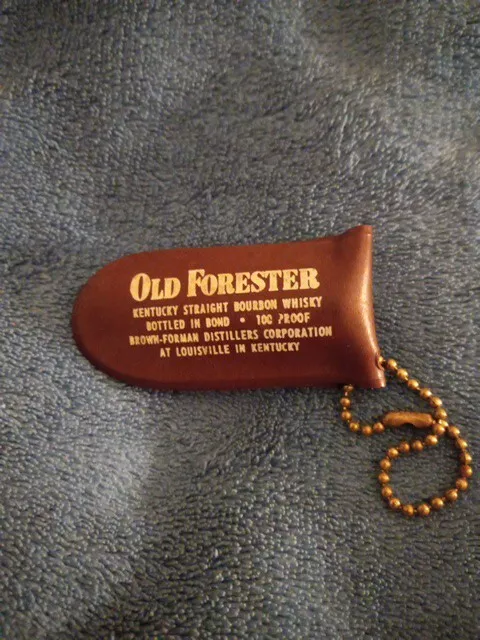 OLD FORESTER
KENTUCKY STRAIGHT BOURBON WHISKY
BOTTLED IN BOND • 100 PROOF
BROWN-FORMAN DISTILLERS CORPORATION
AT LOUISVILLE IN KENTUCKY